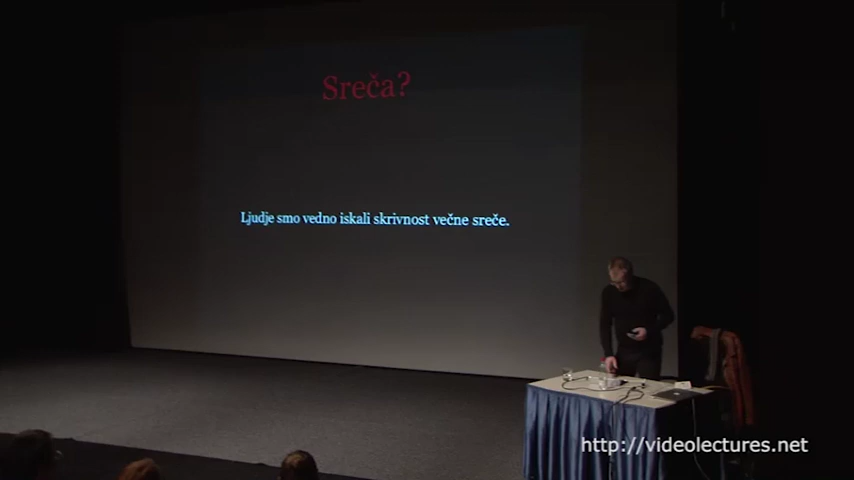 Sreča?
Ljudje smo vedno iskali skrivnost večne sreče.
http://videolectures.net